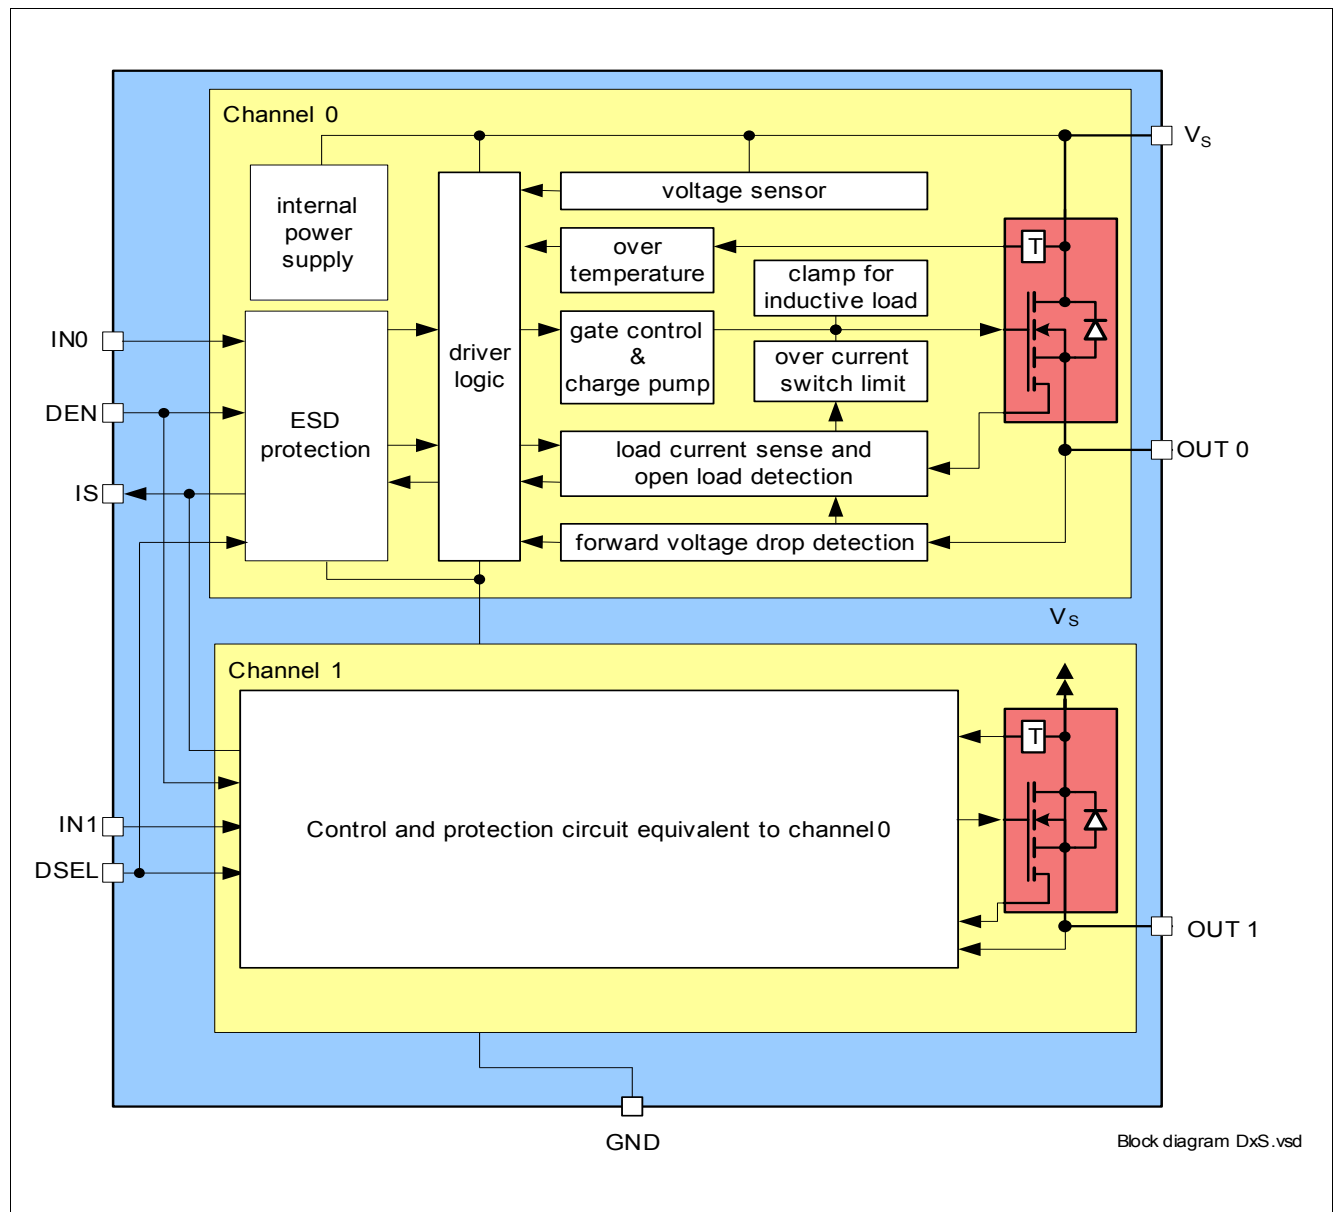 Channel 0
VS
internal
power
supply
voltage sensor
over
temperature
clamp for
inductive load
T
IN0
gate control
&
charge pump
driver
logic
over current
switch limit
DEN
ESD
protection
load current sense and
open load detection
OUT 0
IS
forward voltage drop detection
VS
Channel 1
T
IN1
Control and protection circuit equivalent to channel 0
DSEL
OUT 1
GND
Block diagram DxS.vsd